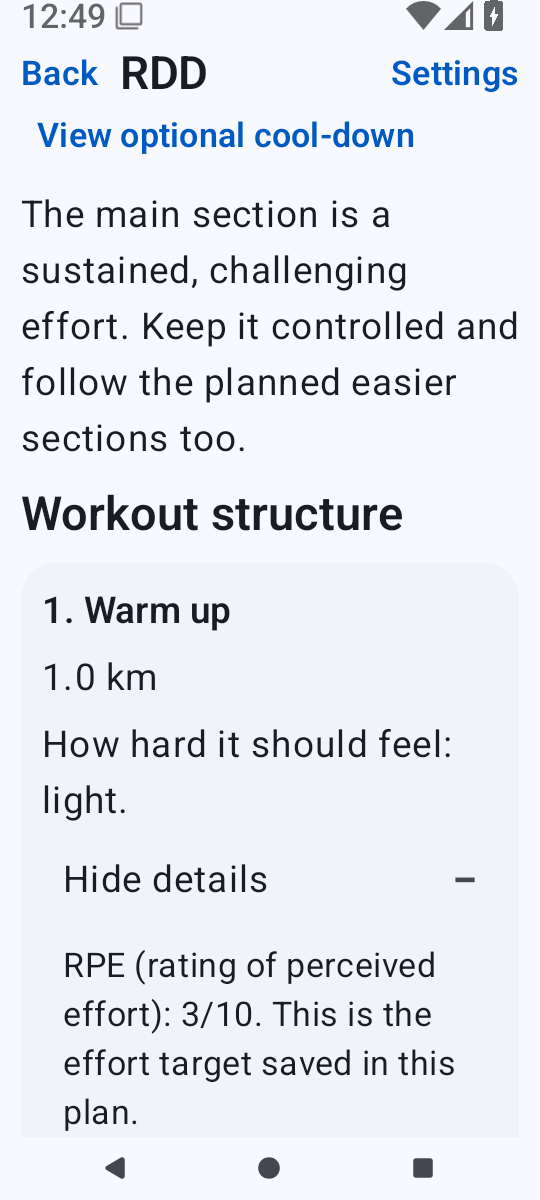 12:49
Back RDD Settings
View optional cool-down
The main section is a
sustained, challenging
effort. Keep it controlled and
follow the planned easier
sections too.
Workout structure
1. Warm up
1.0 km
How hard it should feel:
light.
Hide details −
RPE (rating of perceived
effort): 3/10. This is the
effort target saved in this
plan.